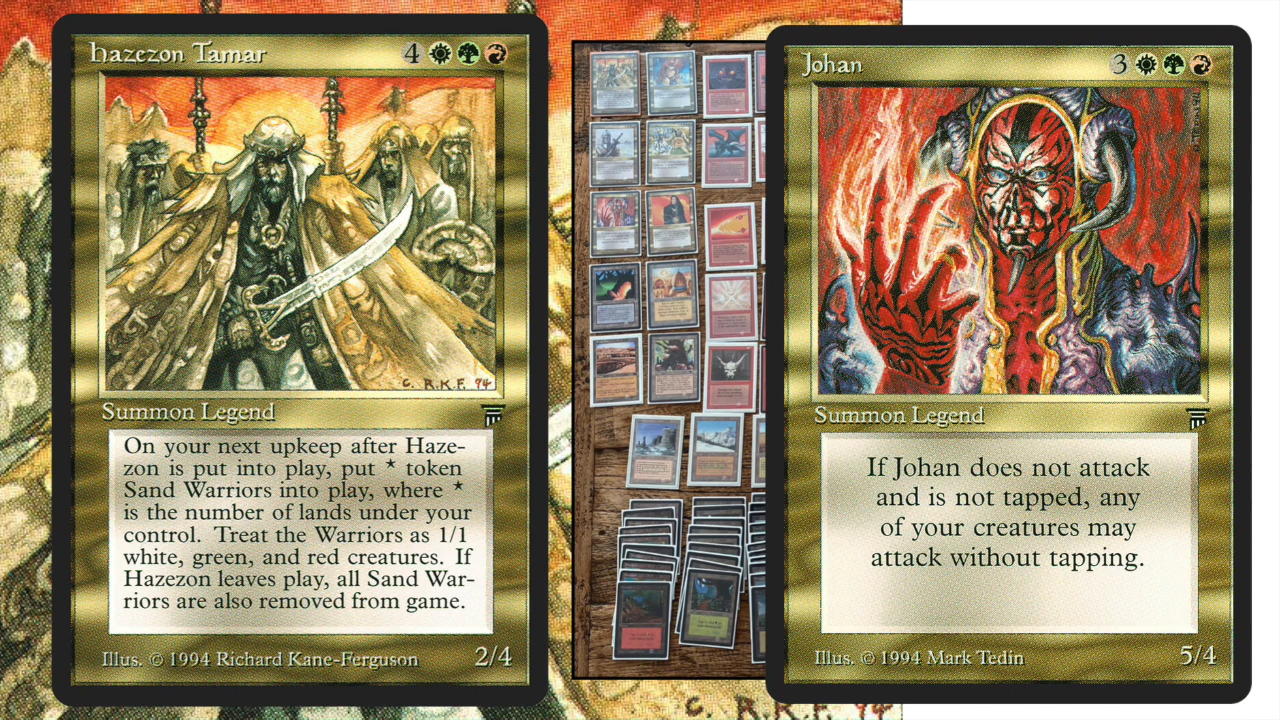 Hazezon Tamar 4
C. R.K.F. 94
Summon Legend
On your next upkeep after Haze-
zon is put into play, put * token
Sand Warriors into play, where *
is the number of lands under your
control. Treat the Warriors as 1/1
white, green, and red creatures. If
Hazezon leaves play, all Sand War-
riors are also removed from game.
Illus. © 1994 Richard Kane-Ferguson 2/4
Johan 3
Summon Legend
If Johan does not attack
and is not tapped, any
of your creatures may
attack without tapping.
Illus. © 1994 Mark Tedin 5/4
C. R.K.F. 94